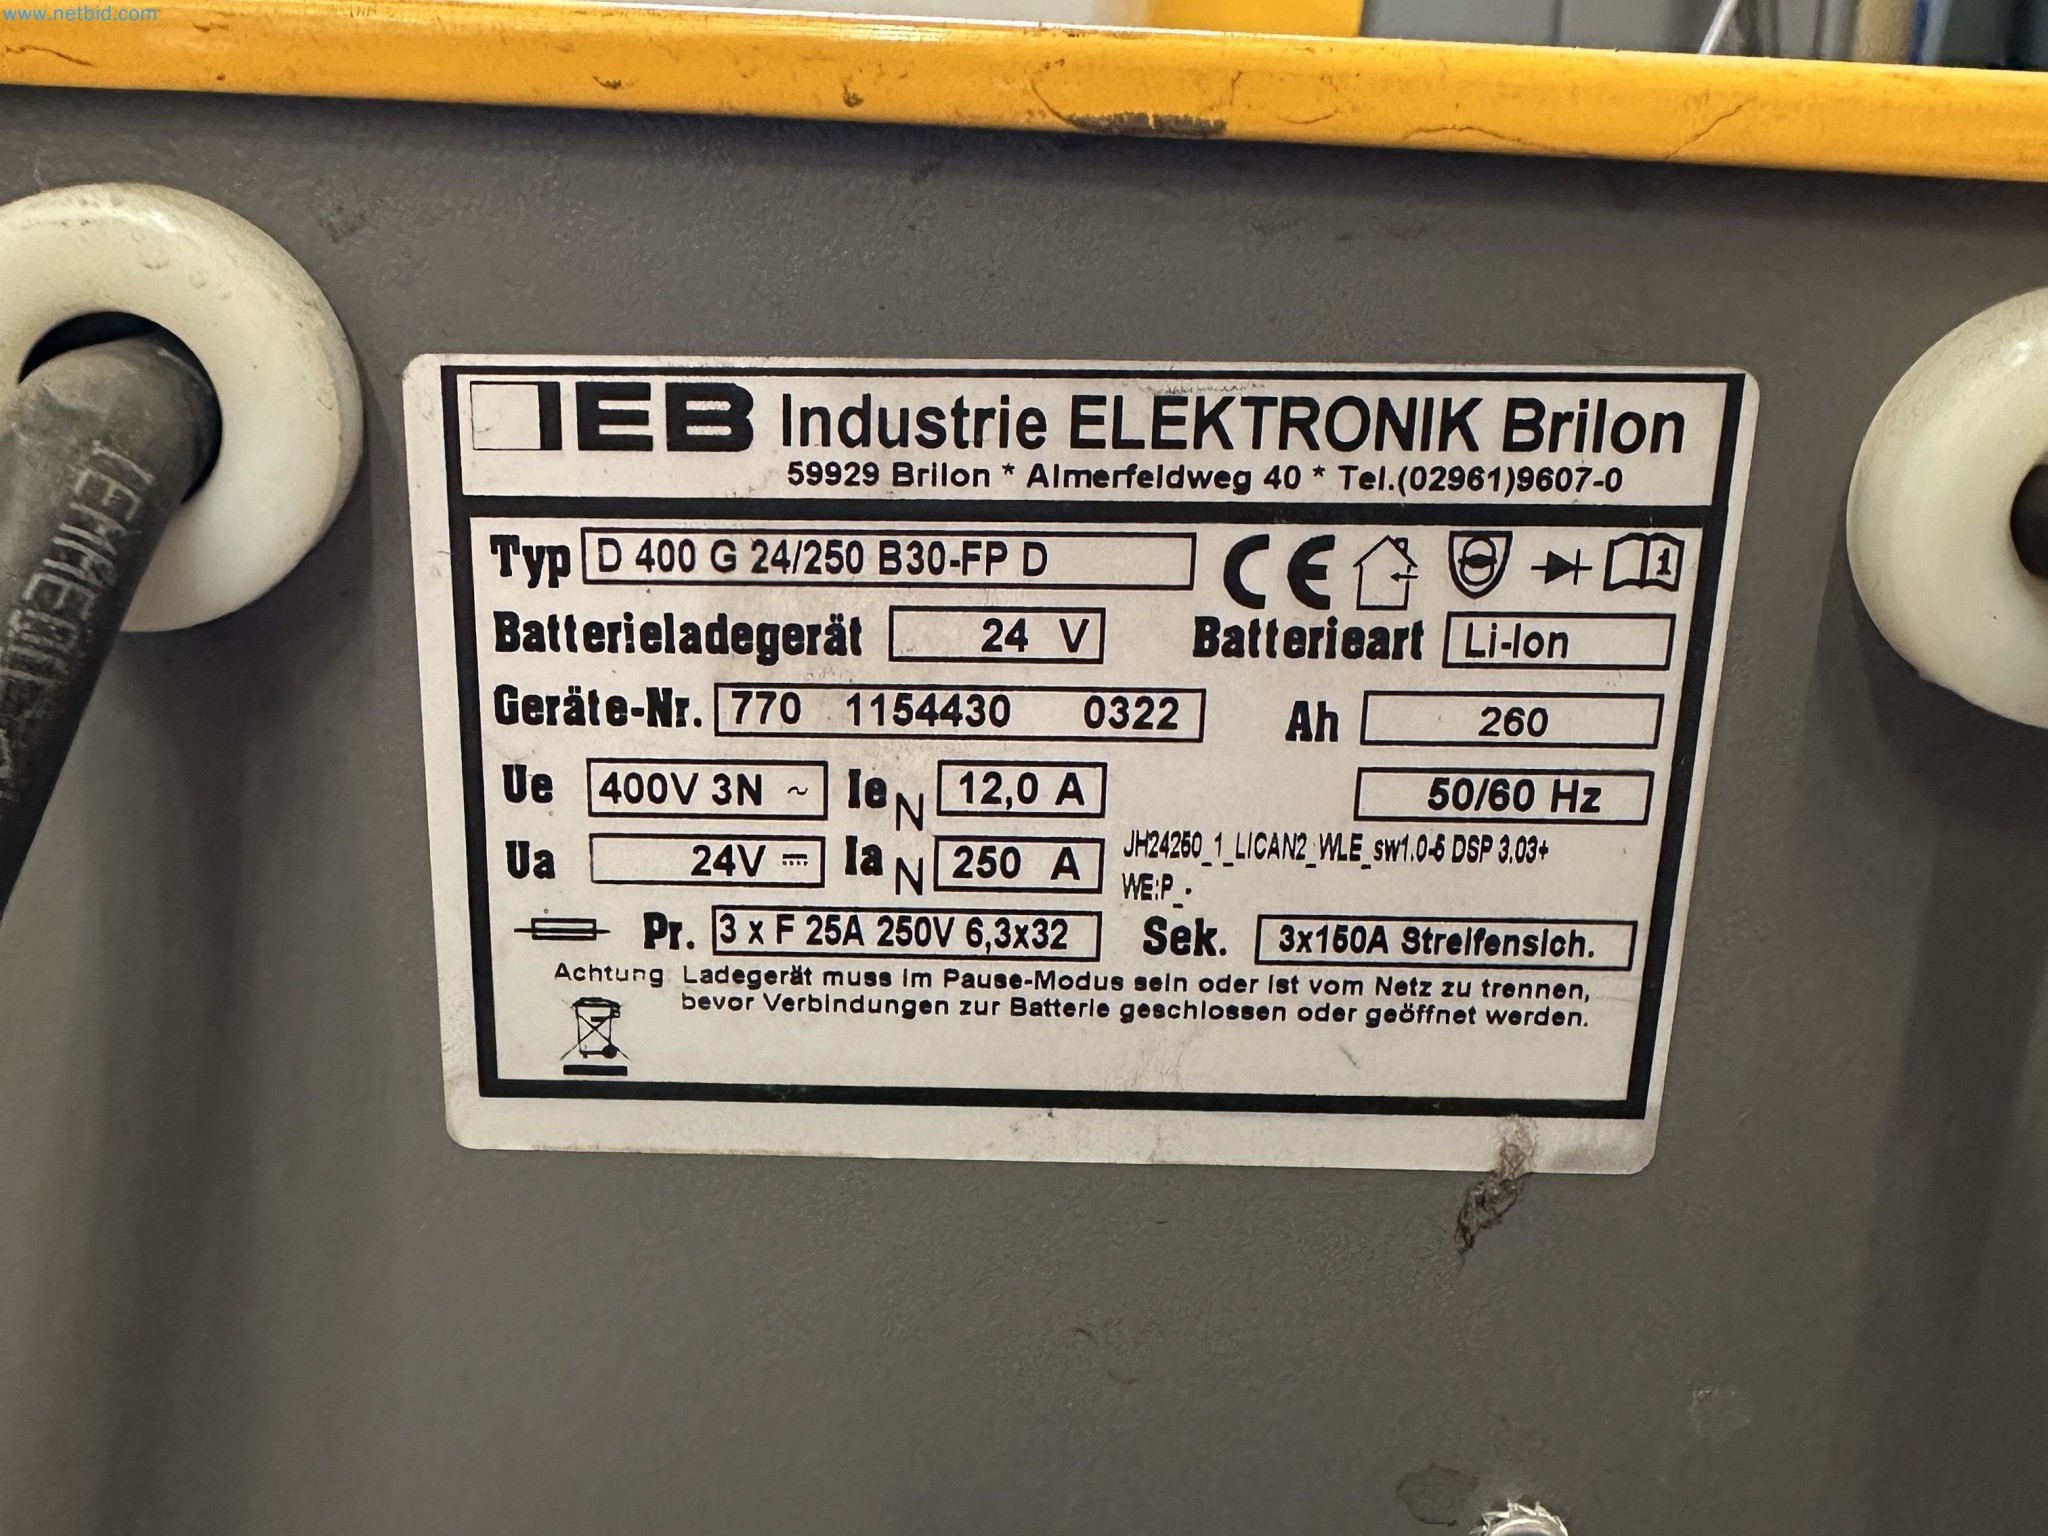 www.netbid.com
IEB Industrie ELEKTRONIK Brilon
59929 Brilon * Almerfeldweg 40 * Tel.(02961)9607-0
Typ D 400 G 24/250 B30-FP D CE 1
Batterieladegerät 24 V Batterieart Li-Ion
Geräte-Nr. 770 1154430 0322 Ah 260
Ue 400V 3N ~ IeN 12,0 A 50/60 Hz
Ua 24V IaN 250 A JH24250_1_LICAN2_WLE_sw1.0-5 DSP 3.03+
WE:P_.
Pr. 3 x F 25A 250V 6,3x32 Sek. 3x150A Streifensich.
Achtung Ladegerät muss im Pause-Modus sein oder ist vom Netz zu trennen,
bevor Verbindungen zur Batterie geschlossen oder geöffnet werden.